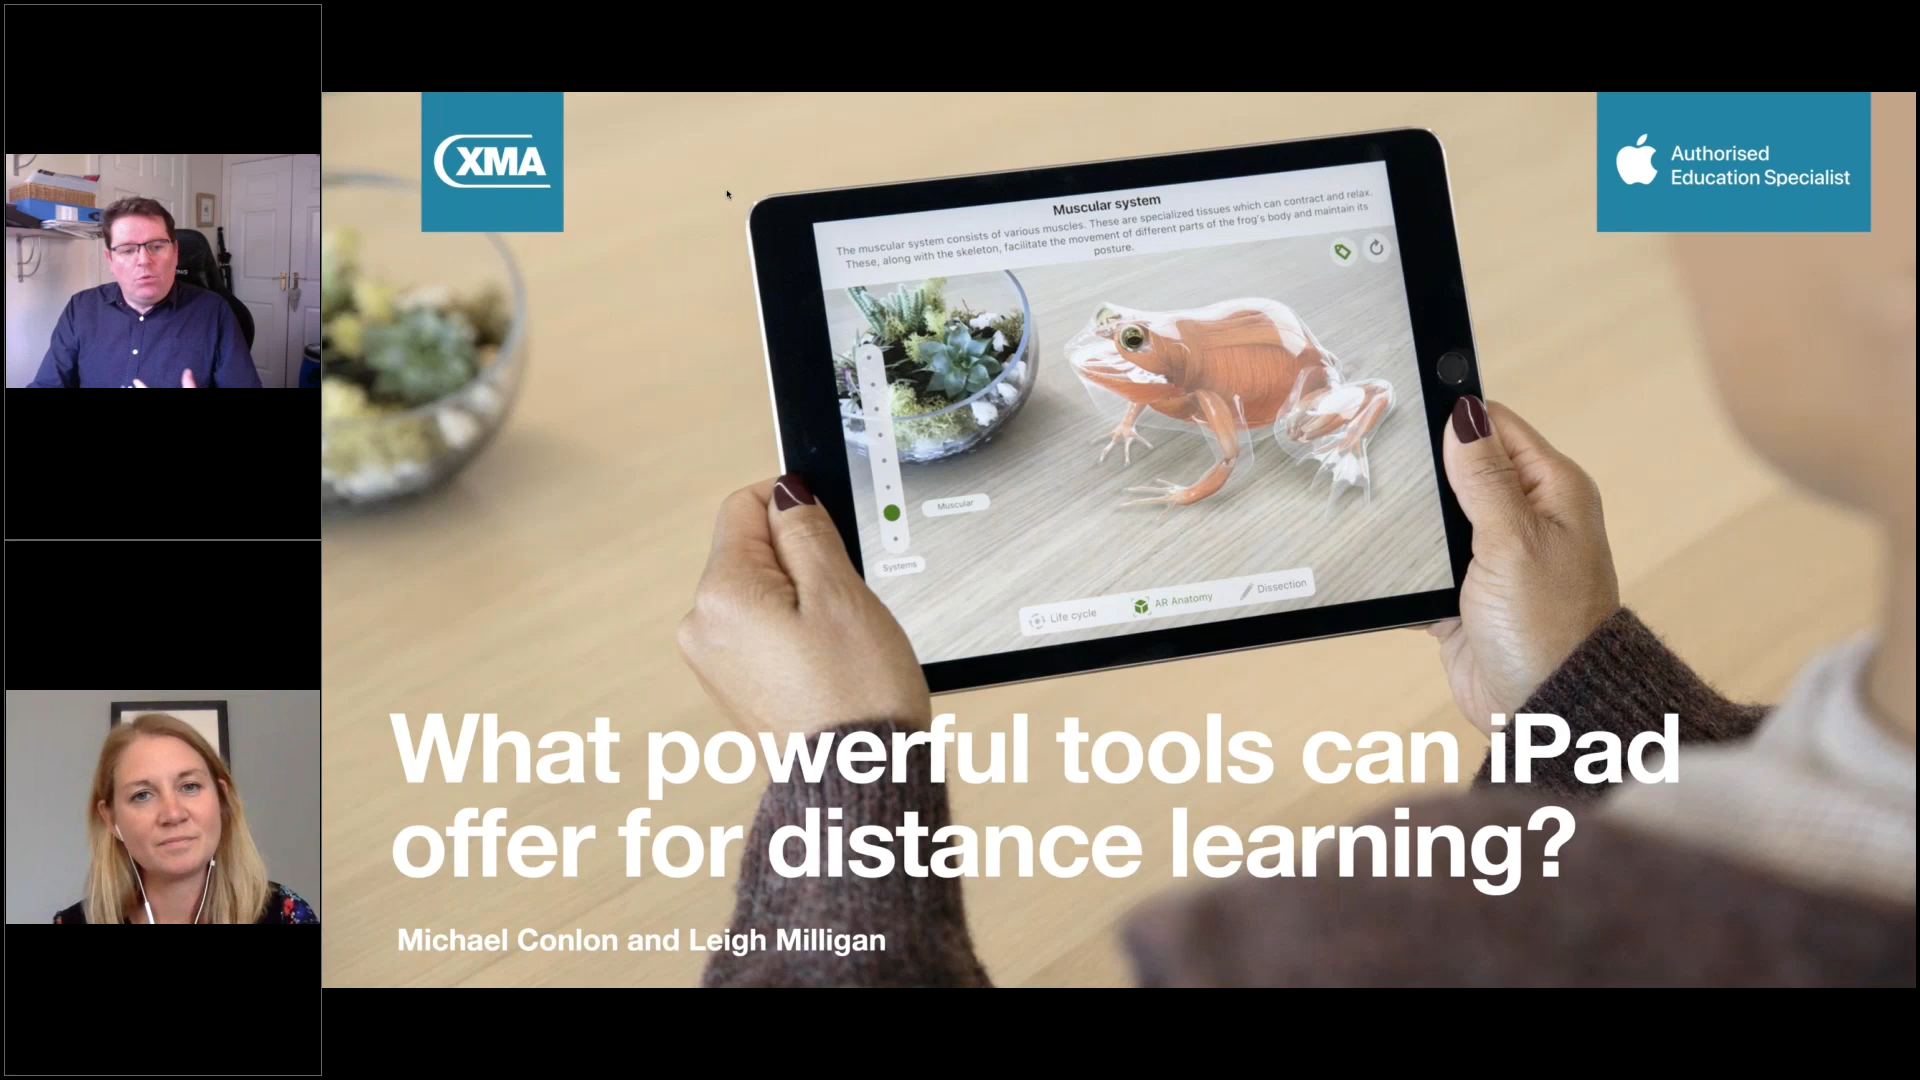 XMA
Authorised
Education Specialist
Muscular system
The muscular system consists of various muscles. These are specialized tissues which can contract and relax.
These, along with the skeleton, facilitate the movement of different parts of the frog's body and maintain its
posture.
Muscular
Systems
Life cycle
AR Anatomy
Dissection
What powerful tools can iPad
offer for distance learning?
Michael Conlon and Leigh Milligan